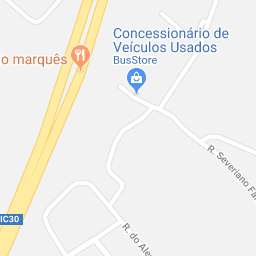 Concessionário de
Veículos Usados
BusStore
o marquês
R. Severiano Fa
IC30
R. do Ale